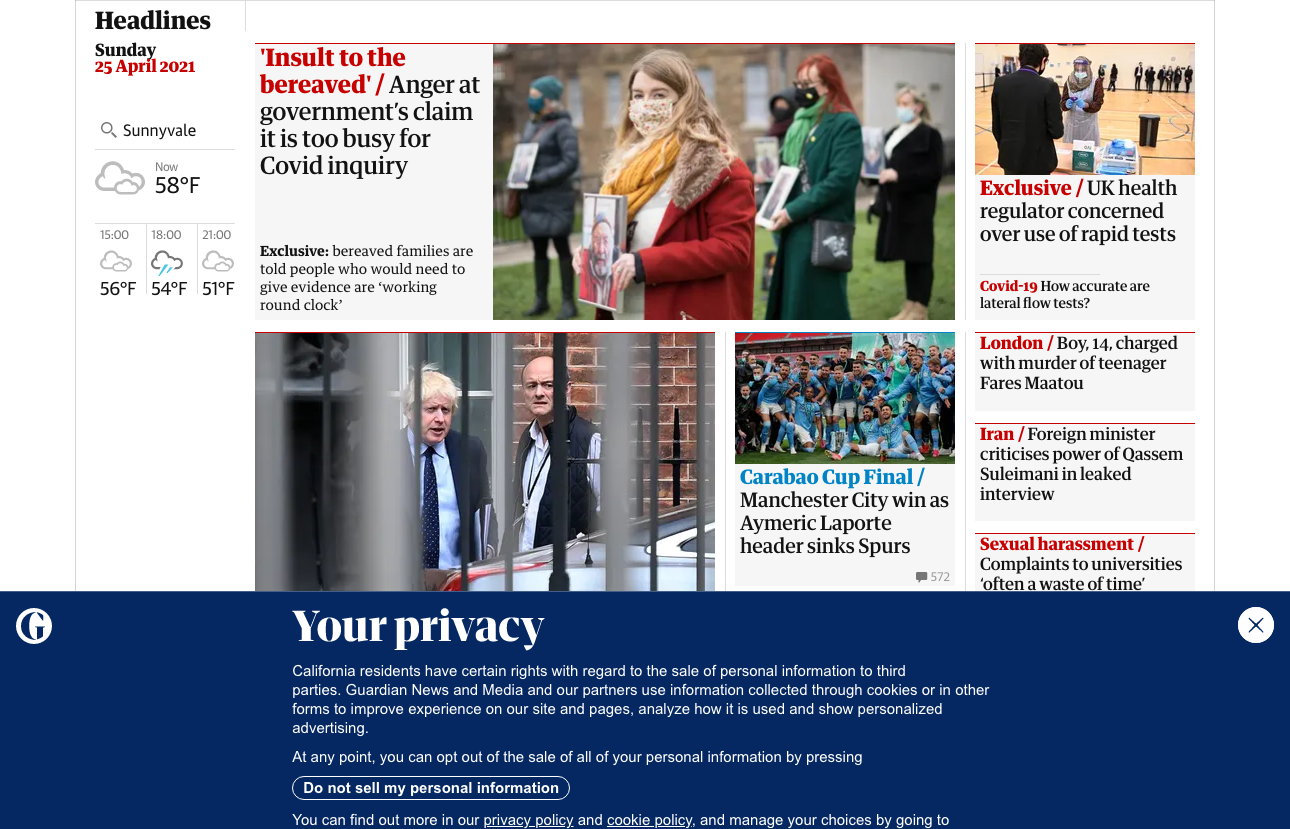 Headlines
Sunday
25 April 2021
Sunnyvale
Now
58°F
15:00
56°F
18:00
54°F
21:00
51°F
'Insult to the
bereaved' / Anger at
government's claim
it is too busy for
Covid inquiry
Exclusive: bereaved families are
told people who would need to
give evidence are ‘working
round clock’
Exclusive / UK health
regulator concerned
over use of rapid tests
Covid-19 How accurate are
lateral flow tests?
Carabao Cup Final /
Manchester City win as
Aymeric Laporte
header sinks Spurs
572
London / Boy, 14, charged
with murder of teenager
Fares Maatou
Iran / Foreign minister
criticises power of Qassem
Suleimani in leaked
interview
Sexual harassment /
Complaints to universities
‘often a waste of time’
G
Your privacy
California residents have certain rights with regard to the sale of personal information to third
parties. Guardian News and Media and our partners use information collected through cookies or in other
forms to improve experience on our site and pages, analyze how it is used and show personalized
advertising.
At any point, you can opt out of the sale of all of your personal information by pressing
Do not sell my personal information
You can find out more in our privacy policy and cookie policy, and manage your choices by going to